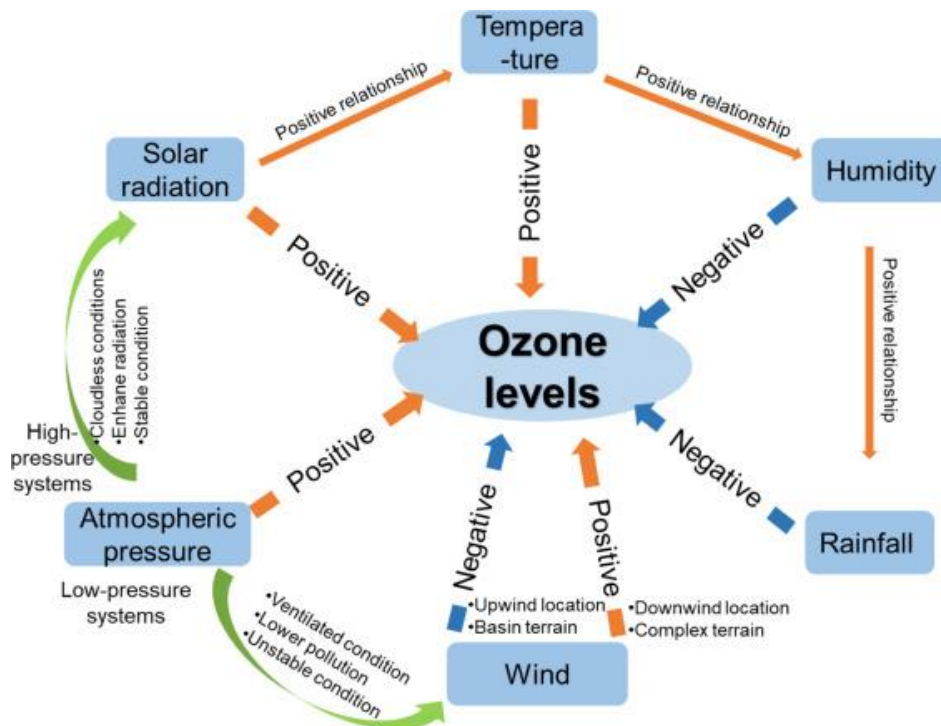 Tempera
-ture
Positive relationship
Positive relationship
Solar
radiation
Humidity
Positive
Positive
Negative
Positive relationship
•Cloudless conditions
•Enhane radiation
•Stable condition
Ozone
levels
High-
pressure
systems
Positive
Negative
Atmospheric
pressure
Rainfall
Low-pressure
systems
•Ventilated condition
•Lower pollution
•Unstable condition
Negative
Positive
•Upwind location
•Basin terrain
•Downwind location
•Complex terrain
Wind